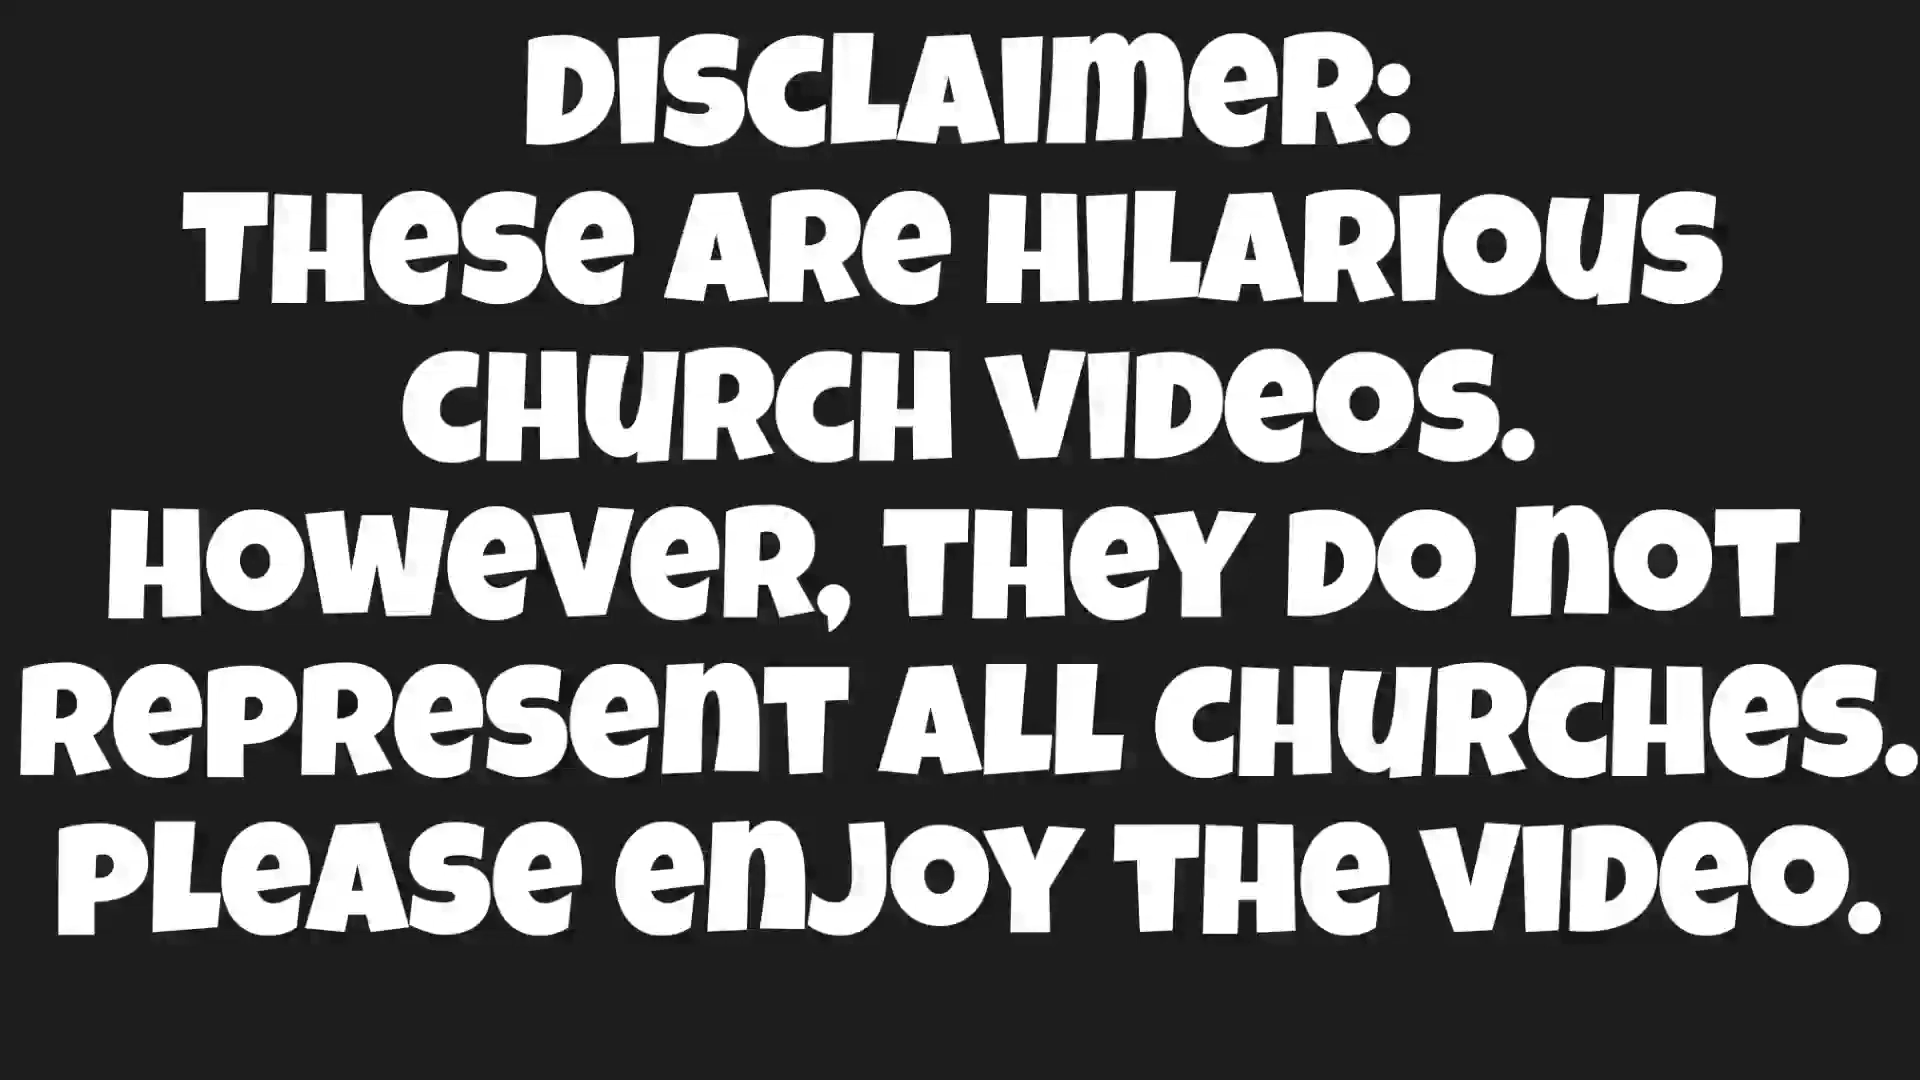 DISCLAIMER:
THESE ARE HILARIOUS
CHURCH VIDEOS.
HOWEVER, THEY DO NOT
REPRESENT ALL CHURCHES.
PLEASE ENJOY THE VIDEO.